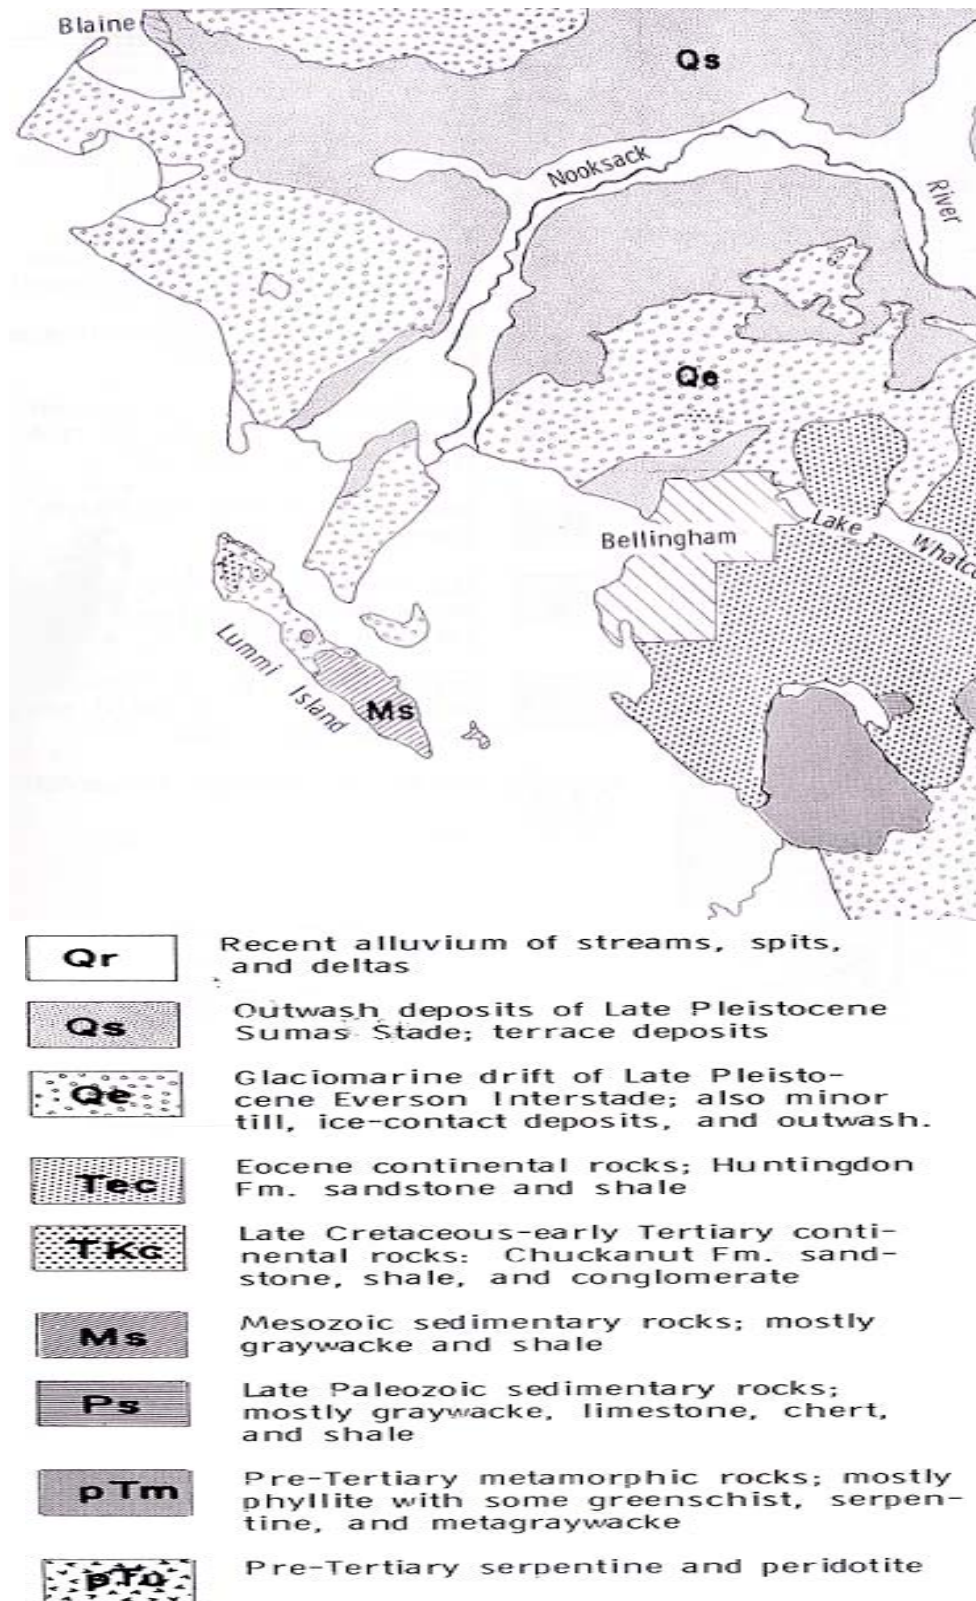 Blaine
Qs
Nooksack
River
Qe
Lake
Bellingham
Whatco
Lummi Island
Ms
Qr
Recent alluvium of streams, spits,
and deltas
Qs
Outwash deposits of Late Pleistocene
Sumas Stade; terrace deposits
Qe
Glaciomarine drift of Late Pleisto-
cene Everson Interstade; also minor
till, ice-contact deposits, and outwash.
Tec
Eocene continental rocks; Huntingdon
Fm. sandstone and shale
TKc
Late Cretaceous-early Tertiary conti-
nental rocks: Chuckanut Fm. sand-
stone, shale, and conglomerate
Ms
Mesozoic sedimentary rocks; mostly
graywacke and shale
Ps
Late Paleozoic sedimentary rocks;
mostly graywacke, limestone, chert,
and shale
pTm
Pre-Tertiary metamorphic rocks; mostly
phyllite with some greenschist, serpen-
tine, and metagraywacke
pTu
Pre-Tertiary serpentine and peridotite